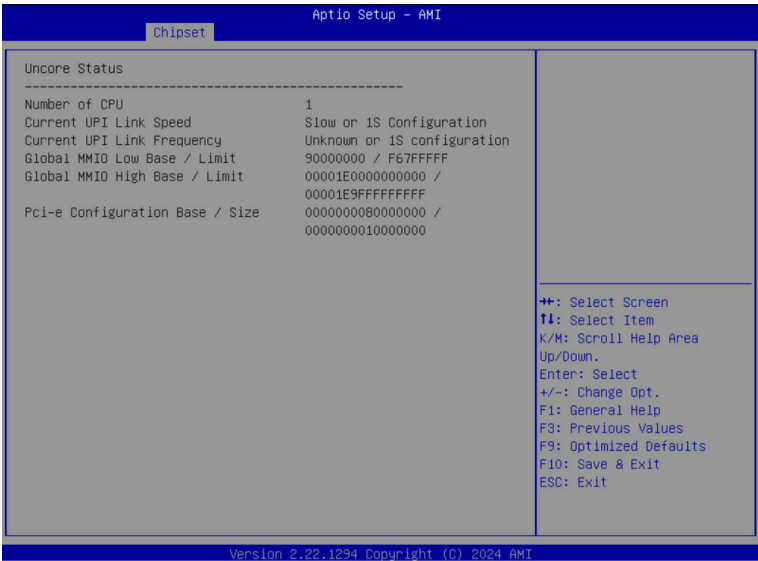 Aptio Setup - AMI
Chipset
Uncore Status
--------------------------------------------------
Number of CPU 1
Current UPI Link Speed Slow or 1S Configuration
Current UPI Link Frequency Unknown or 1S configuration
Global MMIO Low Base / Limit 90000000 / F67FFFFF
Global MMIO High Base / Limit 00001E0000000000 /
00001E9FFFFFFFFF
Pci-e Configuration Base / Size 0000000080000000 /
0000000010000000
→←: Select Screen
↑↓: Select Item
K/M: Scroll Help Area
Up/Down.
Enter: Select
+/-: Change Opt.
F1: General Help
F3: Previous Values
F9: Optimized Defaults
F10: Save & Exit
ESC: Exit
Version 2.22.1294 Copyright (C) 2024 AMI